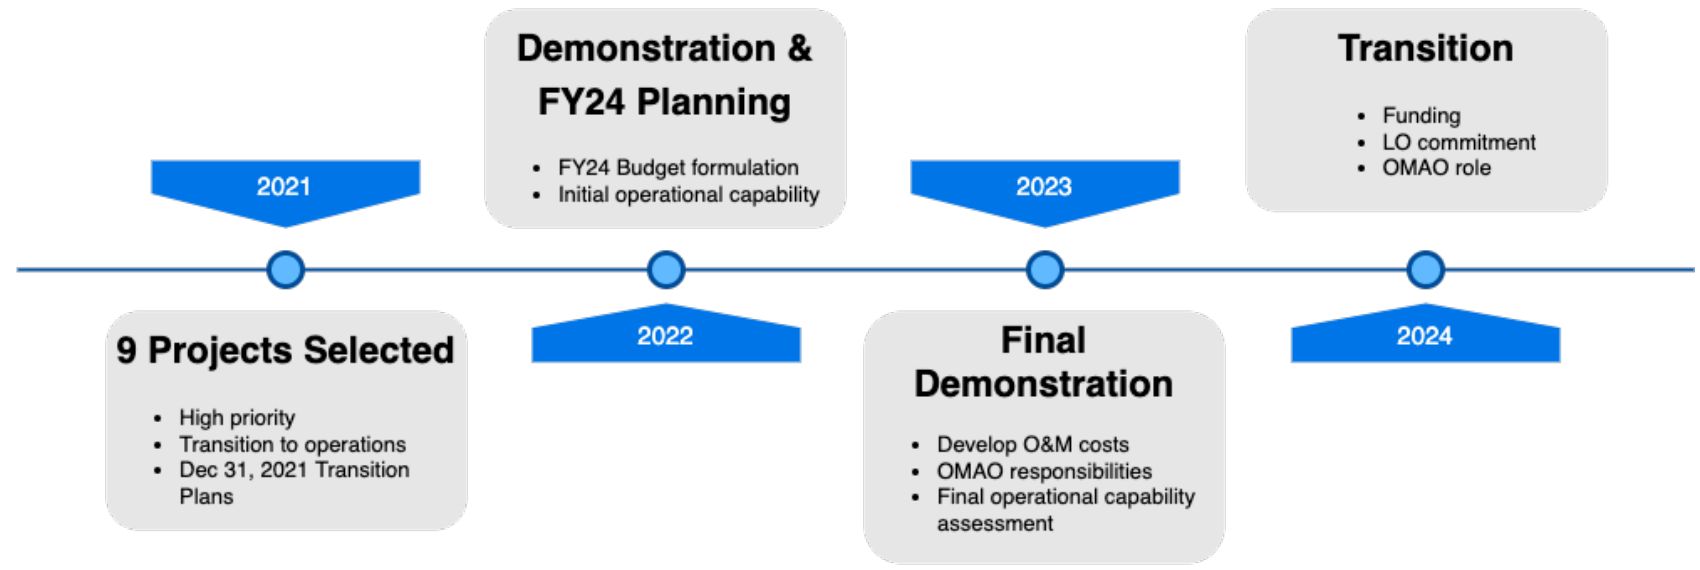 2021
9 Projects Selected
• High priority
• Transition to operations
• Dec 31, 2021 Transition
Plans
Demonstration &
FY24 Planning
• FY24 Budget formulation
• Initial operational capability
2022
2023
Final
Demonstration
• Develop O&M costs
• OMAO responsibilities
• Final operational capability
assessment
Transition
• Funding
• LO commitment
• OMAO role
2024